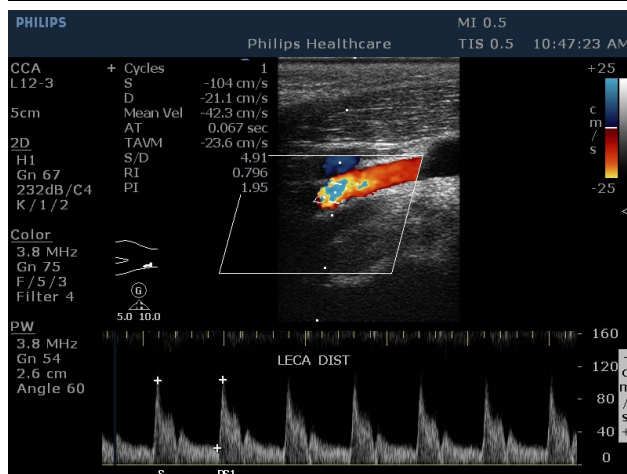 PHILIPS
MI 0.5
Philips Healthcare
TIS 0.5 10:47:23 AM
CCA
L12-3
5cm
2D
H1
Gn 67
232dB/C4
K/1/2
Color
3.8 MHz
Gn 75
F/5/3
Filter 4
PW
3.8 MHz
Gn 54
2.6 cm
Angle 60
+ Cycles 1
S -104 cm/s
D -21.1 cm/s
Mean Vel -42.3 cm/s
AT 0.067 sec
TAVM -23.6 cm/s
S/D 4.91
RI 0.796
PI 1.95
+25
cm/s
-25
G
5.0 10.0
LECA DIST
160
120
80
40
0